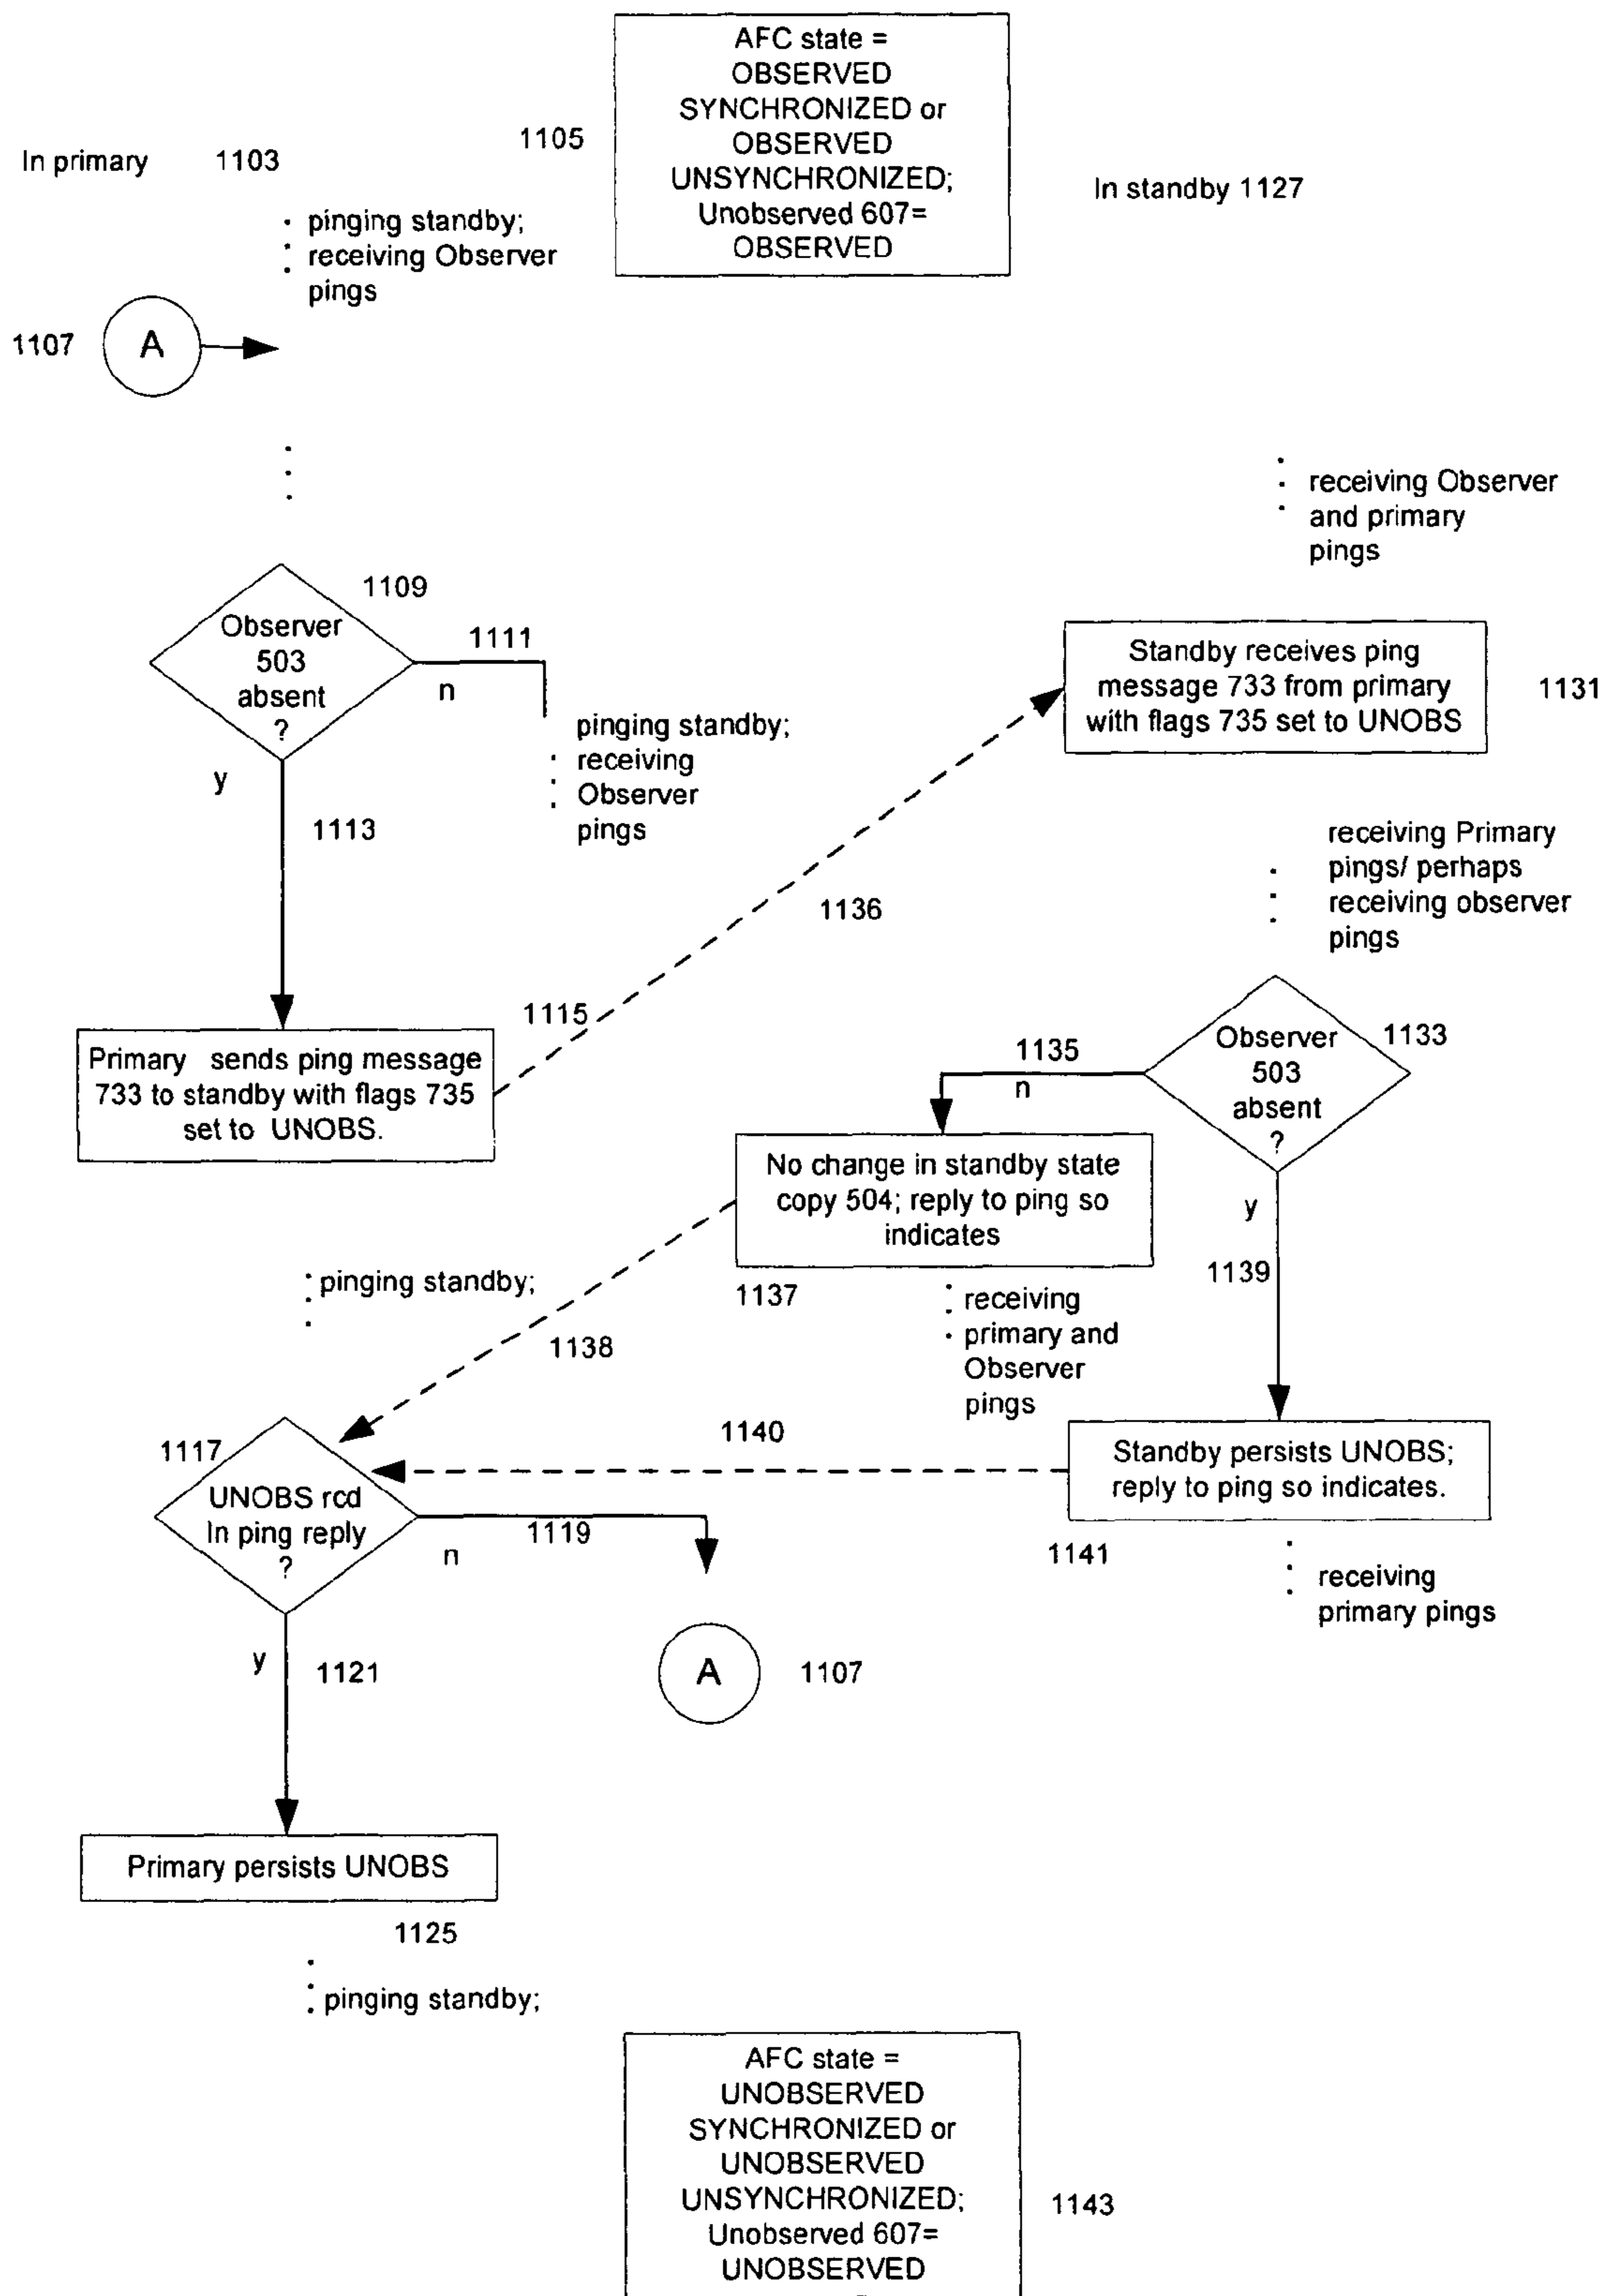 AFC state =
OBSERVED
SYNCHRONIZED or
OBSERVED
UNSYNCHRONIZED;
Unobserved 607=
OBSERVED
1105
In primary 1103
In standby 1127
pinging standby;
receiving Observer
pings
1107
A
receiving Observer
and primary
pings
1109
Observer
503
absent
?
1111
n
y
pinging standby;
receiving
Observer
pings
1113
Standby receives ping
message 733 from primary
with flags 735 set to UNOBS
1131
1136
receiving Primary
pings/ perhaps
receiving observer
pings
1115
Primary sends ping message
733 to standby with flags 735
set to UNOBS.
1133
Observer
503
absent
?
1135
n
y
No change in standby state
copy 504; reply to ping so
indicates
1137
1139
receiving
primary and
Observer
pings
pinging standby;
1138
1140
Standby persists UNOBS;
reply to ping so indicates.
1141
receiving
primary pings
1117
UNOBS rcd
In ping reply
?
1119
n
y
1121
A
1107
Primary persists UNOBS
1125
pinging standby;
AFC state =
UNOBSERVED
SYNCHRONIZED or
UNOBSERVED
UNSYNCHRONIZED;
Unobserved 607=
UNOBSERVED
1143